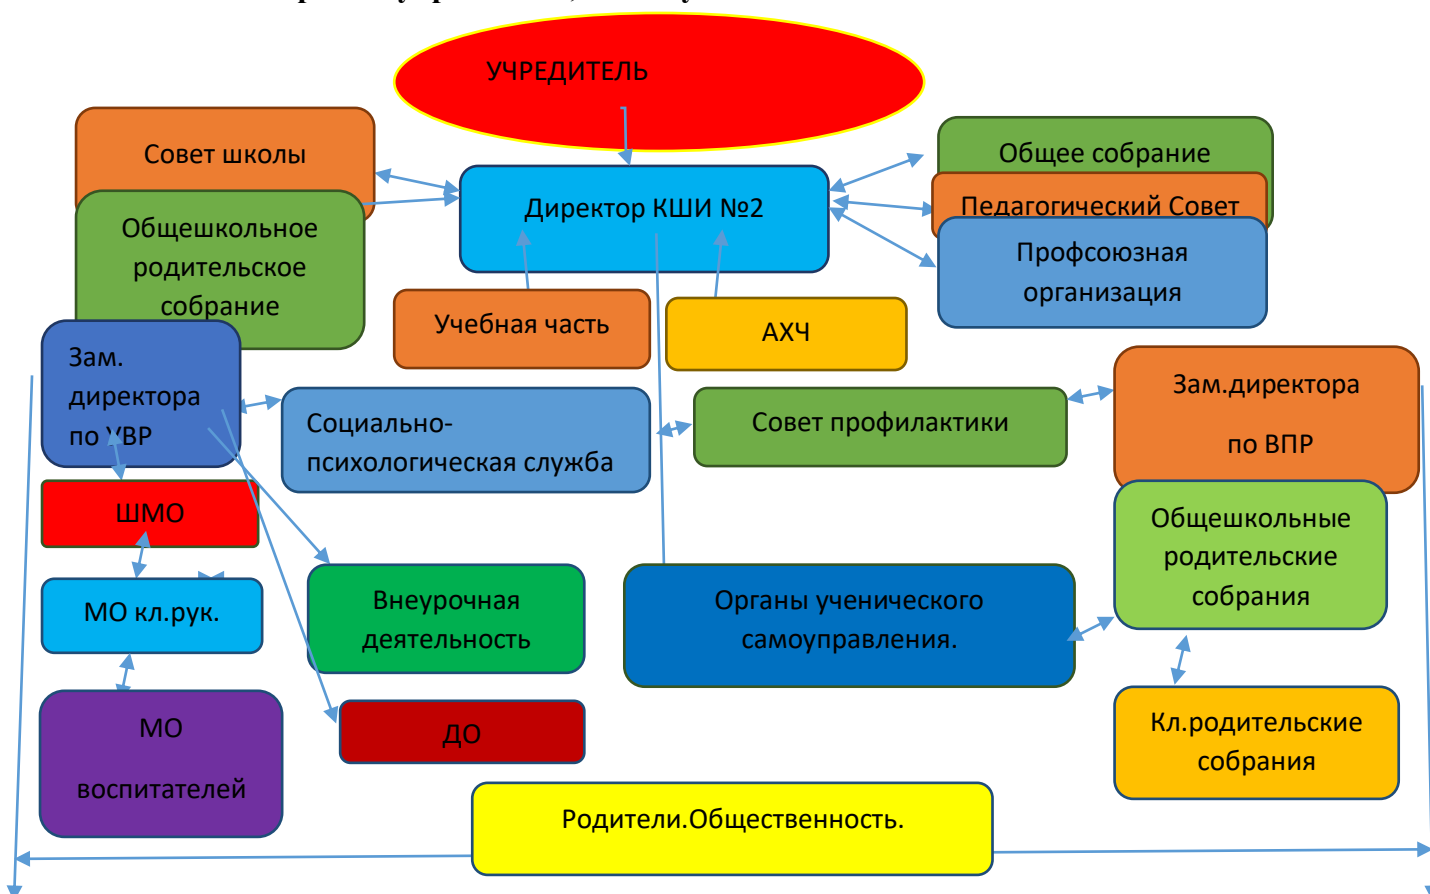 УЧРЕДИТЕЛЬ
Совет школы
Общее собрание
Директор КШИ №2
Педагогический Совет
Общешкольное
родительское
собрание
Профсоюзная
организация
Учебная часть
АХЧ
Зам.
директора
по УВР
Социально-
психологическая служба
Совет профилактики
Зам.директора
по ВПР
ШМО
Общешкольные
родительские
собрания
МО кл.рук.
Внеурочная
деятельность
Органы ученического
самоуправления.
МО
воспитателей
ДО
Кл.родительские
собрания
Родители.Общественность.